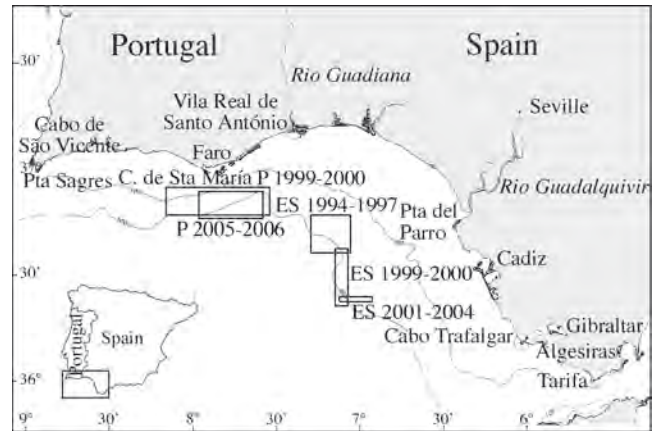 Portugal
Spain
30'
Rio Guadiana
Vila Real de
Santo António
Seville
Cabo de
São Vicente
Faro
Pta Sagres
C. de Sta María P 1999-2000
Rio Guadalquivir
ES 1994-1997
Pta del
Parro
P 2005-2006
Cadiz
30'
ES 1999-2000
ES 2001-2004
Cabo Trafalgar
Gibraltar
Algesiras
Tarifa
Portugal
Spain
36°
9°
30'
8°
30'
7°
30'
6°